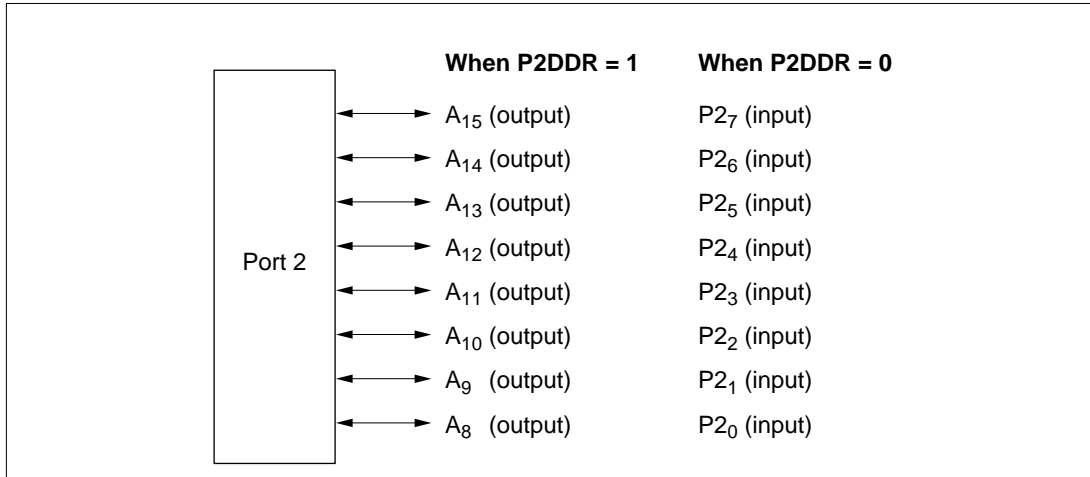 When P2DDR = 1 When P2DDR = 0
A₁₅ (output) P2₇ (input)
A₁₄ (output) P2₆ (input)
A₁₃ (output) P2₅ (input)
Port 2 A₁₂ (output) P2₄ (input)
A₁₁ (output) P2₃ (input)
A₁₀ (output) P2₂ (input)
A₉ (output) P2₁ (input)
A₈ (output) P2₀ (input)